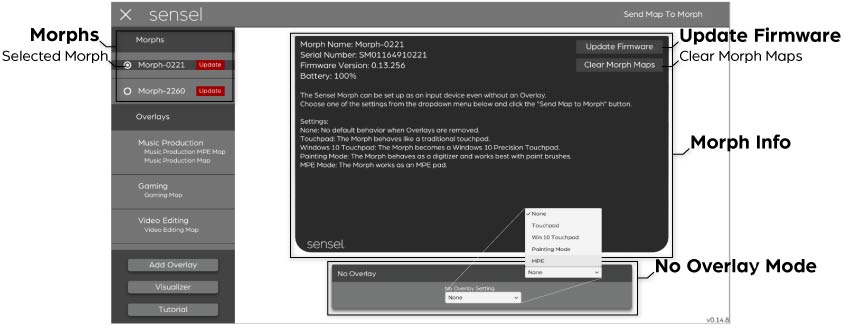 sensel
Send Map To Morph
Morphs
Morphs
Selected Morph
Morph-0221
Update
Morph-2260
Update
Overlays
Music Production
Music Production MPE Map
Music Production Map
Gaming
Gaming Map
Video Editing
Video Editing Map
Add Overlay
Visualizer
Tutorial
Morph Name: Morph-0221
Serial Number: SM01164910221
Firmware Version: 0.13.256
Battery: 100%
Update Firmware
Clear Morph Maps
Update Firmware
Clear Morph Maps
The Sensel Morph can be set up as an input device even without an Overlay.
Choose one of the settings from the dropdown menu below and click the "Send Map to Morph" button.
Settings:
None: No default behavior when Overlays are removed.
Touchpad: The Morph behaves like a traditional touchpad.
Windows 10 Touchpad: The Morph becomes a Windows 10 Precision Touchpad.
Painting Mode: The Morph behaves as a digitizer and works best with paint brushes.
MPE Mode: The Morph works as an MPE pad.
Morph Info
sensel
None
Touchpad
Win 10 Touchpad
Painting Mode
MPE
None
No Overlay
No Overlay Setting
None
No Overlay Mode
v0.14.8